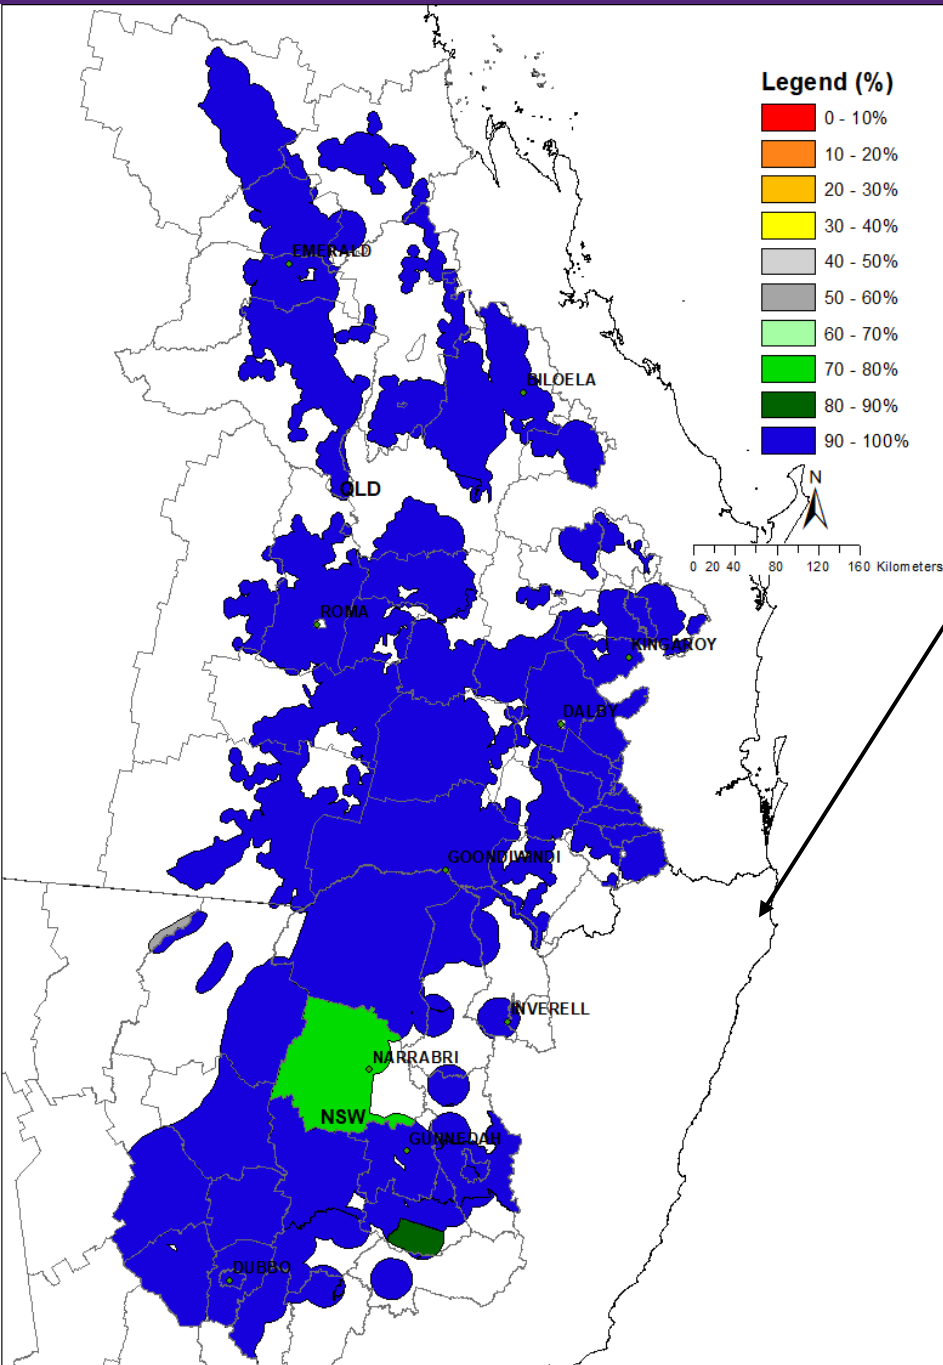 Legend (%)
0 - 10%
10 - 20%
20 - 30%
30 - 40%
40 - 50%
50 - 60%
60 - 70%
70 - 80%
80 - 90%
90 - 100%
N
0 20 40 80 120 160 Kilometers
EMERALD
BILOELA
QLD
ROMA
KINGAROY
DALBY
GOONDIWINDI
INVERELL
NARRABRI
NSW
GUNNEDAH
DUBBO